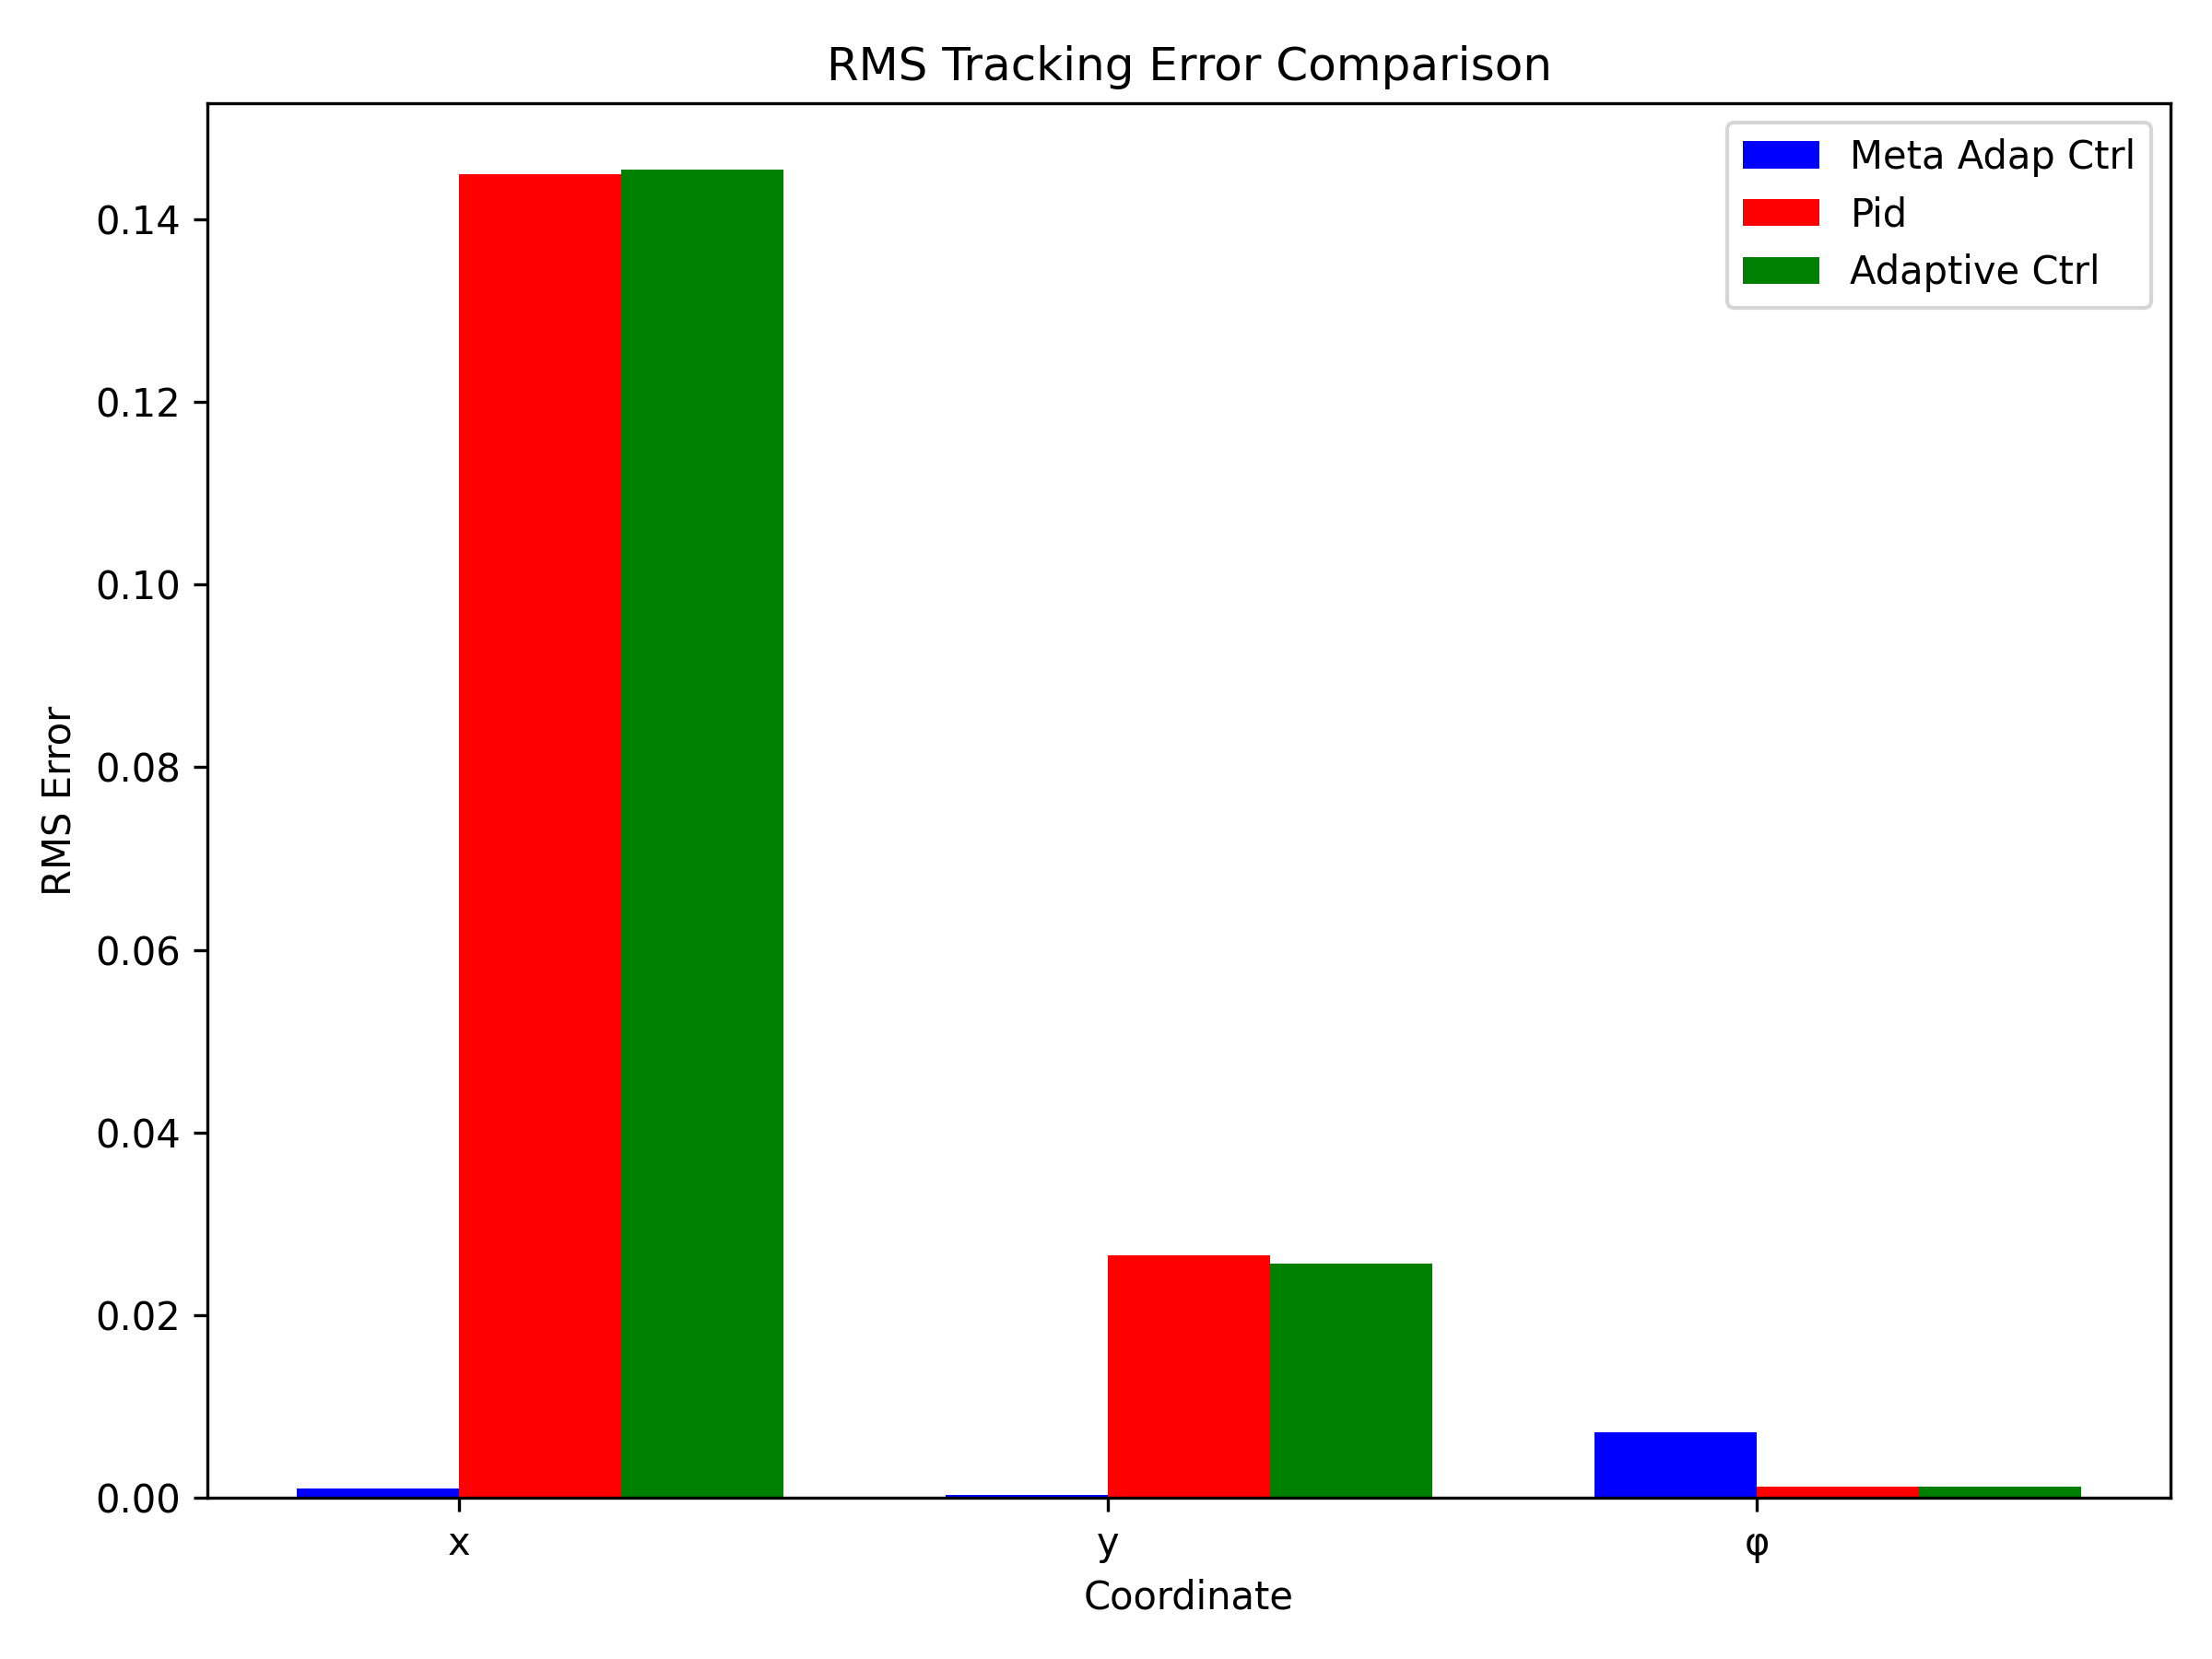 RMS Tracking Error Comparison
Meta Adap Ctrl
Pid
Adaptive Ctrl
RMS Error
0.14
0.12
0.10
0.08
0.06
0.04
0.02
0.00
x y φ
Coordinate